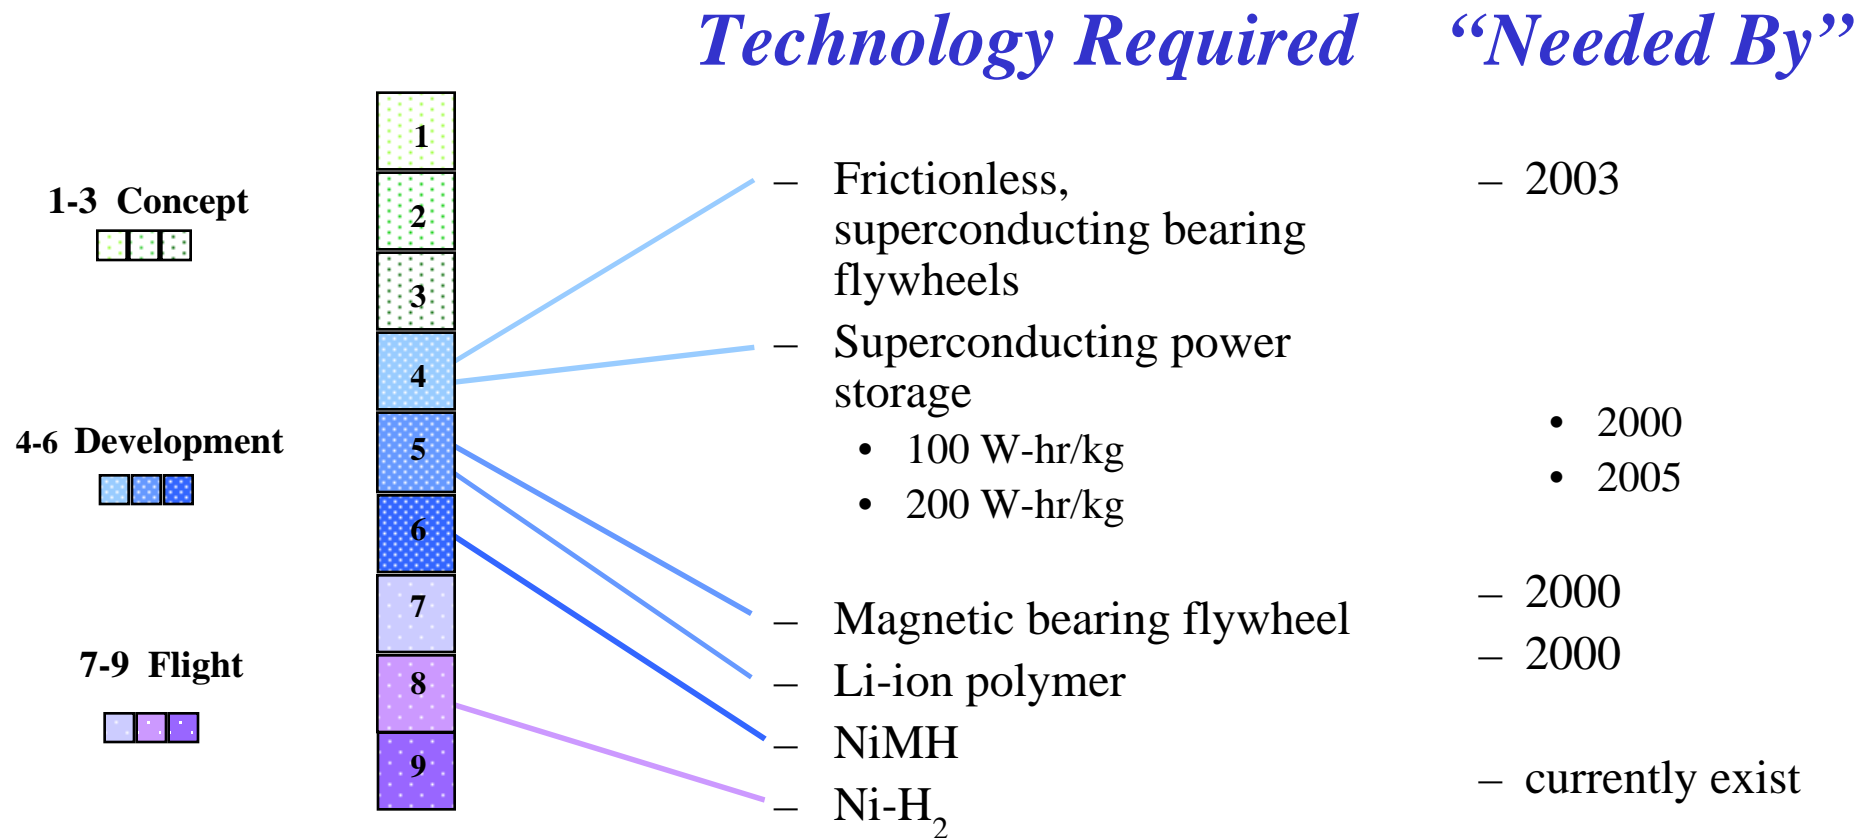 Technology Required “Needed By”
1
2
3
4
5
6
7
8
9
1-3 Concept
4-6 Development
7-9 Flight
– Frictionless,
superconducting bearing
flywheels
– Superconducting power
storage
• 100 W-hr/kg
• 200 W-hr/kg
– Magnetic bearing flywheel
– Li-ion polymer
– NiMH
– Ni-H₂
– 2003
• 2000
• 2005
– 2000
– 2000
– currently exist